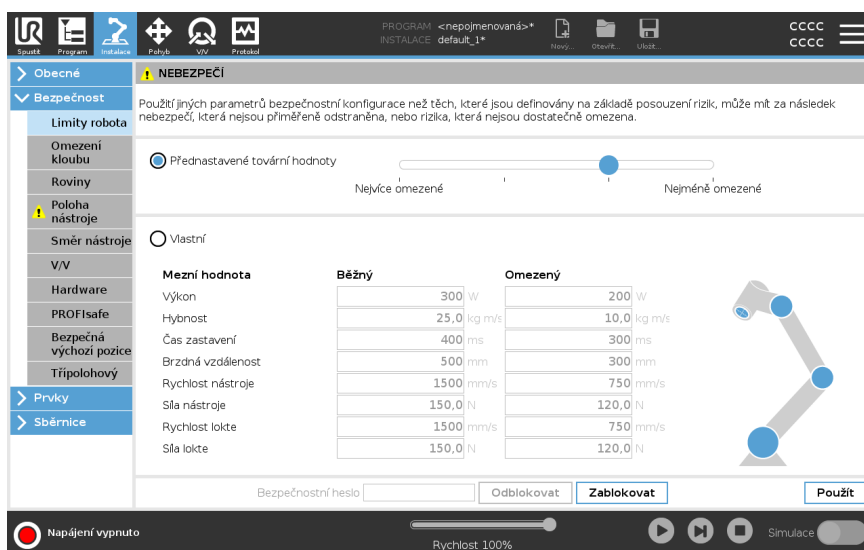 UR
PROGRAM <nepojmenovaná>*
INSTALACE default_1*
cccc
cccc
Spustit Program Instalace Pohyb V/V Protokol Nový... Otevřít... Uložit...
Obecné
Bezpečnost
Limity robota
Omezení
kloubu
Roviny
Poloha
nástroje
Směr nástroje
V/V
Hardware
PROFIsafe
Bezpečná
výchozí pozice
Třípolohový
Prvky
Sběrnice
NEBEZPEČÍ
Použití jiných parametrů bezpečnostní konfigurace než těch, které jsou definovány na základě posouzení rizik, může mít za následek
nebezpečí, která nejsou přiměřeně odstraněna, nebo rizika, která nejsou dostatečně omezena.
Přednastavené tovární hodnoty
Nejvíce omezené Nejméně omezené
Vlastní
Mezní hodnota Běžný Omezený
Výkon 300 W 200 W
Hybnost 25,0 kg m/s 10,0 kg m/s
Čas zastavení 400 ms 300 ms
Brzdná vzdálenost 500 mm 300 mm
Rychlost nástroje 1500 mm/s 750 mm/s
Síla nástroje 150,0 N 120,0 N
Rychlost lokte 1500 mm/s 750 mm/s
Síla lokte 150,0 N 120,0 N
Bezpečnostní heslo Odblokovat Zablokovat Použít
Napájení vypnuto
Rychlost 100%
Simulace